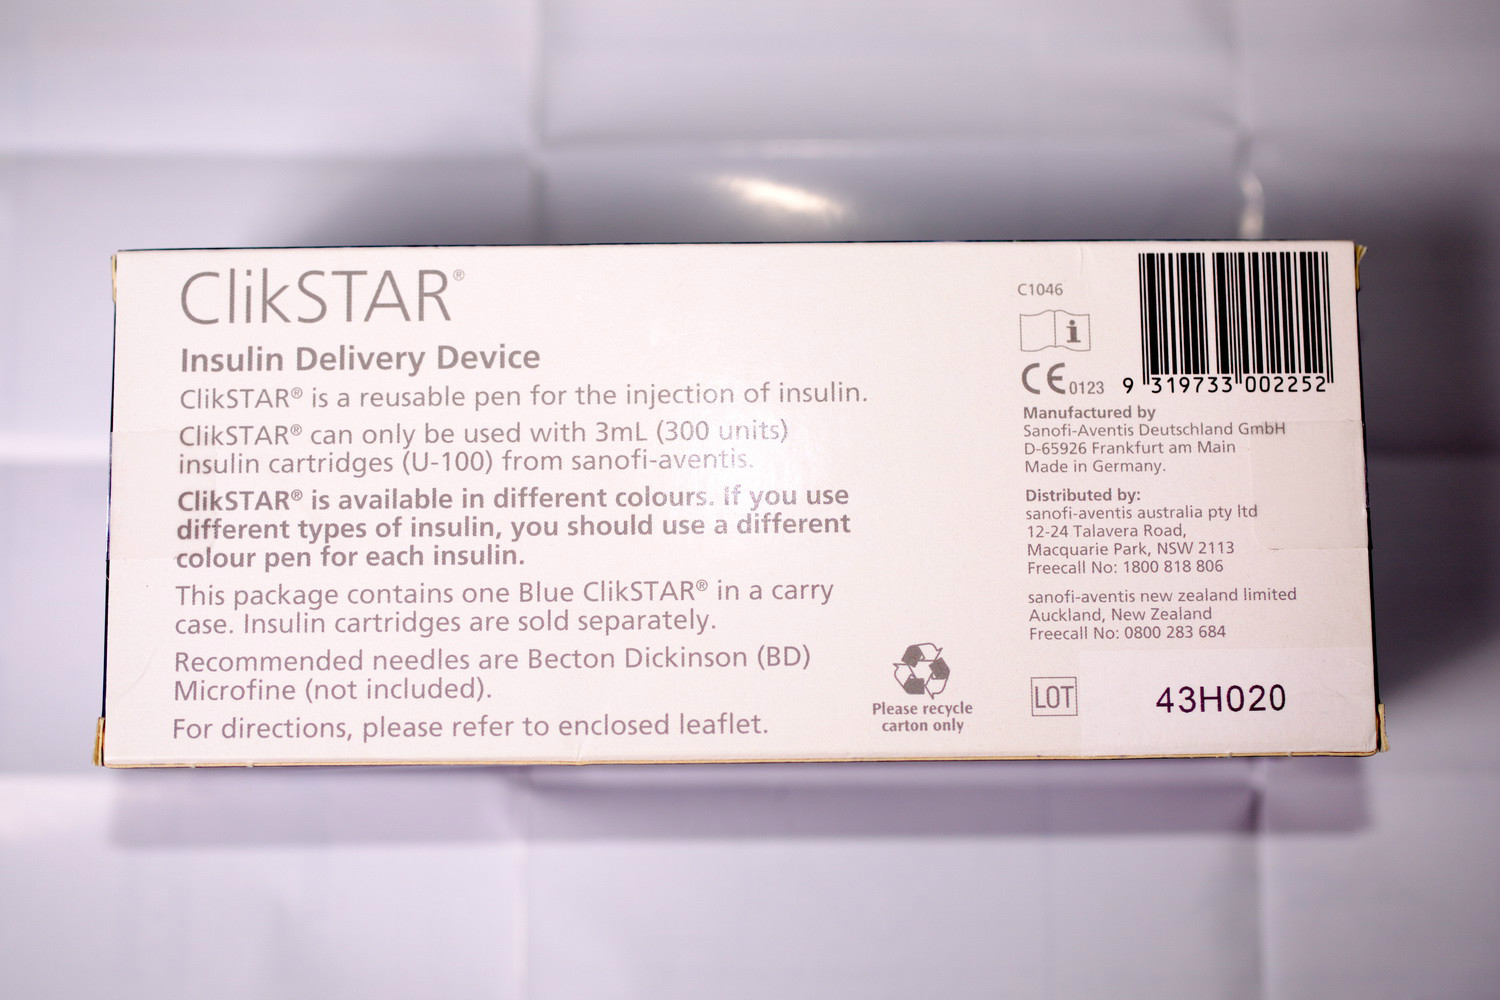 ClikSTAR®
Insulin Delivery Device
ClikSTAR® is a reusable pen for the injection of insulin.
ClikSTAR® can only be used with 3mL (300 units)
insulin cartridges (U-100) from sanofi-aventis.
ClikSTAR® is available in different colours. If you use
different types of insulin, you should use a different
colour pen for each insulin.
This package contains one Blue ClikSTAR® in a carry
case. Insulin cartridges are sold separately.
Recommended needles are Becton Dickinson (BD)
Microfine (not included).
For directions, please refer to enclosed leaflet.
Please recycle
carton only
C1046
i
CE 0123
9 319733 002252
Manufactured by
Sanofi-Aventis Deutschland GmbH
D-65926 Frankfurt am Main
Made in Germany.
Distributed by:
sanofi-aventis australia pty ltd
12-24 Talavera Road,
Macquarie Park, NSW 2113
Freecall No: 1800 818 806
sanofi-aventis new zealand limited
Auckland, New Zealand
Freecall No: 0800 283 684
LOT 43H020